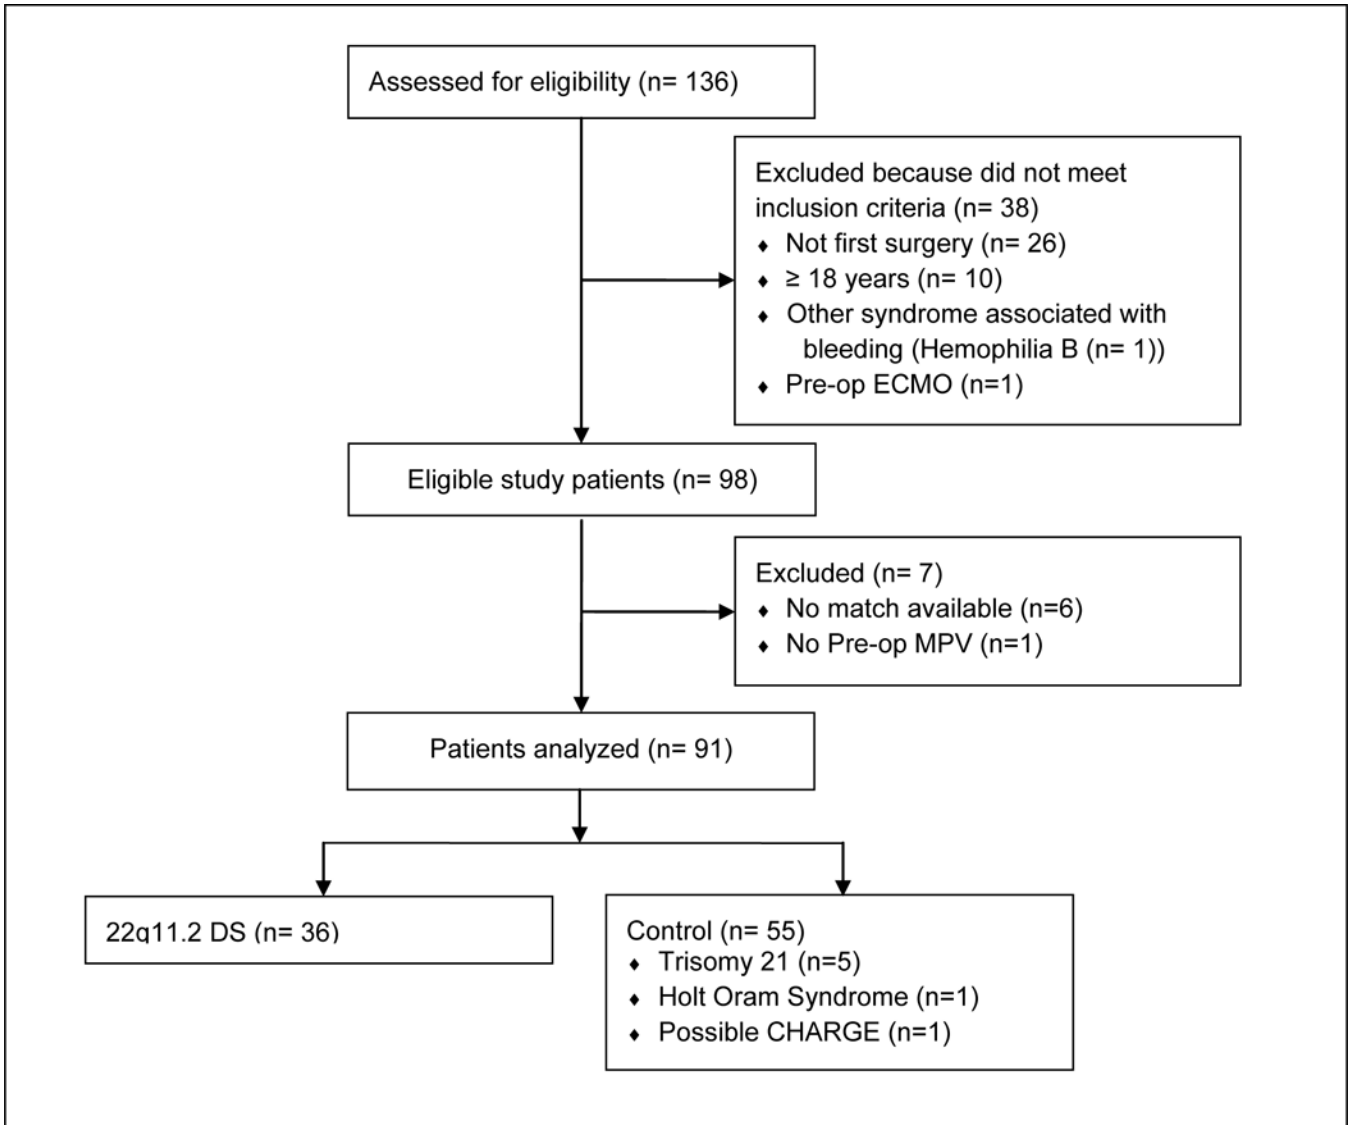 Assessed for eligibility (n= 136)
Excluded because did not meet
inclusion criteria (n= 38)
♦ Not first surgery (n= 26)
♦ ≥ 18 years (n= 10)
♦ Other syndrome associated with
bleeding (Hemophilia B (n= 1))
♦ Pre-op ECMO (n=1)
Eligible study patients (n= 98)
Excluded (n= 7)
♦ No match available (n=6)
♦ No Pre-op MPV (n=1)
Patients analyzed (n= 91)
22q11.2 DS (n= 36)
Control (n= 55)
♦ Trisomy 21 (n=5)
♦ Holt Oram Syndrome (n=1)
♦ Possible CHARGE (n=1)